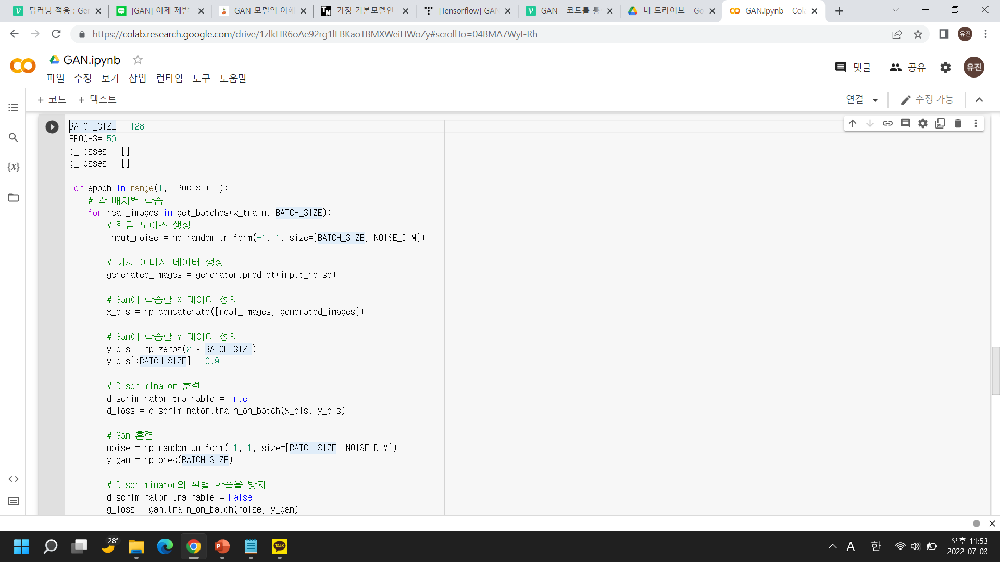 딥러닝 적용 : Ge
[GAN] 이제 제발
GAN 모델의 이해
가장 기본모델인
[Tensorflow] GAN
GAN - 코드를 통
내 드라이브 - Go
GAN.ipynb - Cola
https://colab.research.google.com/drive/1zlkHR6oAe92rg1lEBKaoTBMXWeiHWoZy#scrollTo=04BMA7WyI-Rh
유진
GAN.ipynb
파일 수정 보기 삽입 런타임 도구 도움말
댓글
공유
유진
+ 코드 + 텍스트
연결
수정 가능
{x}
BATCH_SIZE = 128
EPOCHS= 50
d_losses = []
g_losses = []
for epoch in range(1, EPOCHS + 1):
# 각 배치별 학습
for real_images in get_batches(x_train, BATCH_SIZE):
# 랜덤 노이즈 생성
input_noise = np.random.uniform(-1, 1, size=[BATCH_SIZE, NOISE_DIM])
# 가짜 이미지 데이터 생성
generated_images = generator.predict(input_noise)
# Gan에 학습할 X 데이터 정의
x_dis = np.concatenate([real_images, generated_images])
# Gan에 학습할 Y 데이터 정의
y_dis = np.zeros(2 * BATCH_SIZE)
y_dis[:BATCH_SIZE] = 0.9
# Discriminator 훈련
discriminator.trainable = True
d_loss = discriminator.train_on_batch(x_dis, y_dis)
# Gan 훈련
noise = np.random.uniform(-1, 1, size=[BATCH_SIZE, NOISE_DIM])
y_gan = np.ones(BATCH_SIZE)
# Discriminator의 판별 학습을 방지
discriminator.trainable = False
g_loss = gan.train_on_batch(noise, y_gan)
28°
TALK
A 한
오후 11:53
2022-07-03